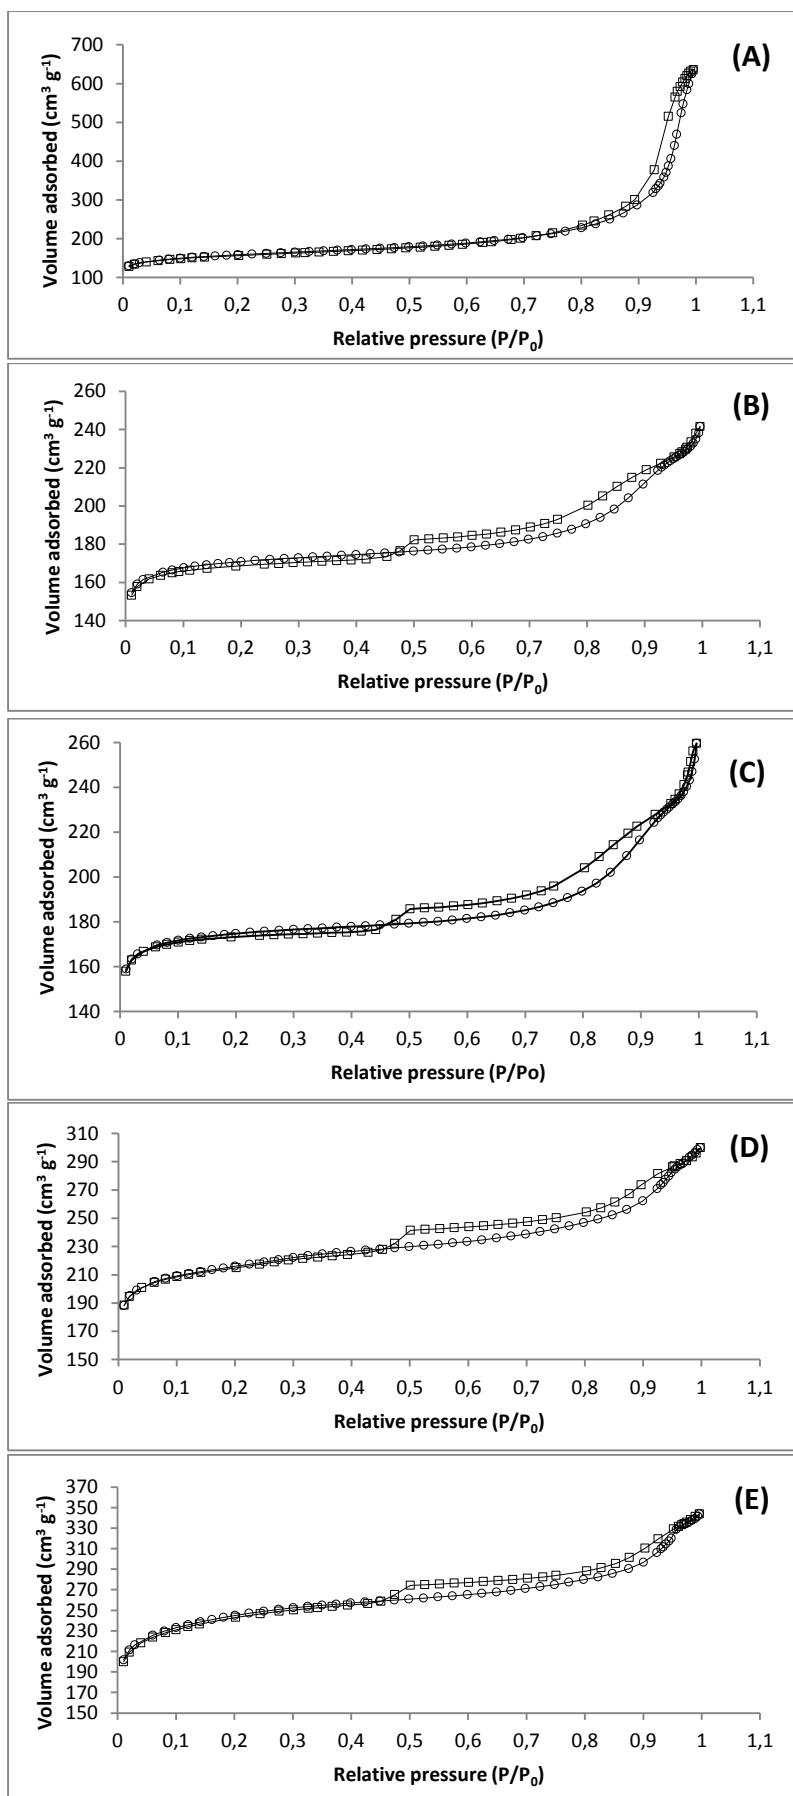 (A)
Volume adsorbed (cm³ g⁻¹)
700
600
500
400
300
200
100
0 0,1 0,2 0,3 0,4 0,5 0,6 0,7 0,8 0,9 1 1,1
Relative pressure (P/P₀)
(B)
Volume adsorbed (cm³ g⁻¹)
260
240
220
200
180
160
140
0 0,1 0,2 0,3 0,4 0,5 0,6 0,7 0,8 0,9 1 1,1
Relative pressure (P/P₀)
(C)
Volume adsorbed (cm³ g⁻¹)
260
240
220
200
180
160
140
0 0,1 0,2 0,3 0,4 0,5 0,6 0,7 0,8 0,9 1 1,1
Relative pressure (P/Po)
(D)
Volume adsorbed (cm³ g⁻¹)
310
290
270
250
230
210
190
170
150
0 0,1 0,2 0,3 0,4 0,5 0,6 0,7 0,8 0,9 1 1,1
Relative pressure (P/P₀)
(E)
Volume adsorbed (cm³ g⁻¹)
370
350
330
310
290
270
250
230
210
190
170
150
0 0,1 0,2 0,3 0,4 0,5 0,6 0,7 0,8 0,9 1 1,1
Relative pressure (P/P₀)